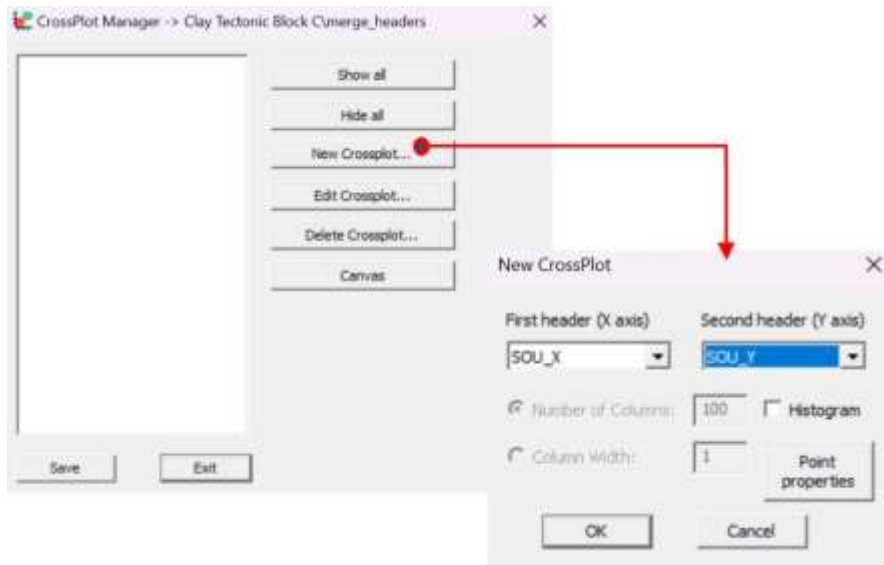 CrossPlot Manager -> Clay Tectonic Block C\merge_headers
Show all
Hide all
New Crossplot...
Edit Crossplot...
Delete Crossplot...
Canvas
Save
Exit
New CrossPlot
First header (X axis)
Second header (Y axis)
SOU_X
SOU_Y
Number of Columns:
100
Histogram
Column Width:
1
Point
properties
OK
Cancel